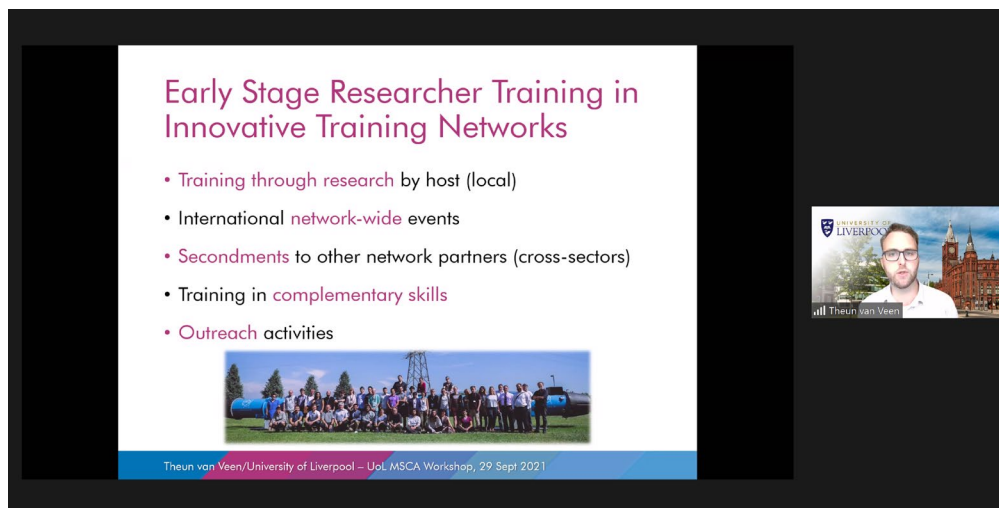 Early Stage Researcher Training in
Innovative Training Networks
• Training through research by host (local)
• International network-wide events
• Secondments to other network partners (cross-sectors)
• Training in complementary skills
• Outreach activities
Theun van Veen/University of Liverpool – UoL MSCA Workshop, 29 Sept 2021
UNIVERSITY OF
LIVERPOOL
Theun van Veen